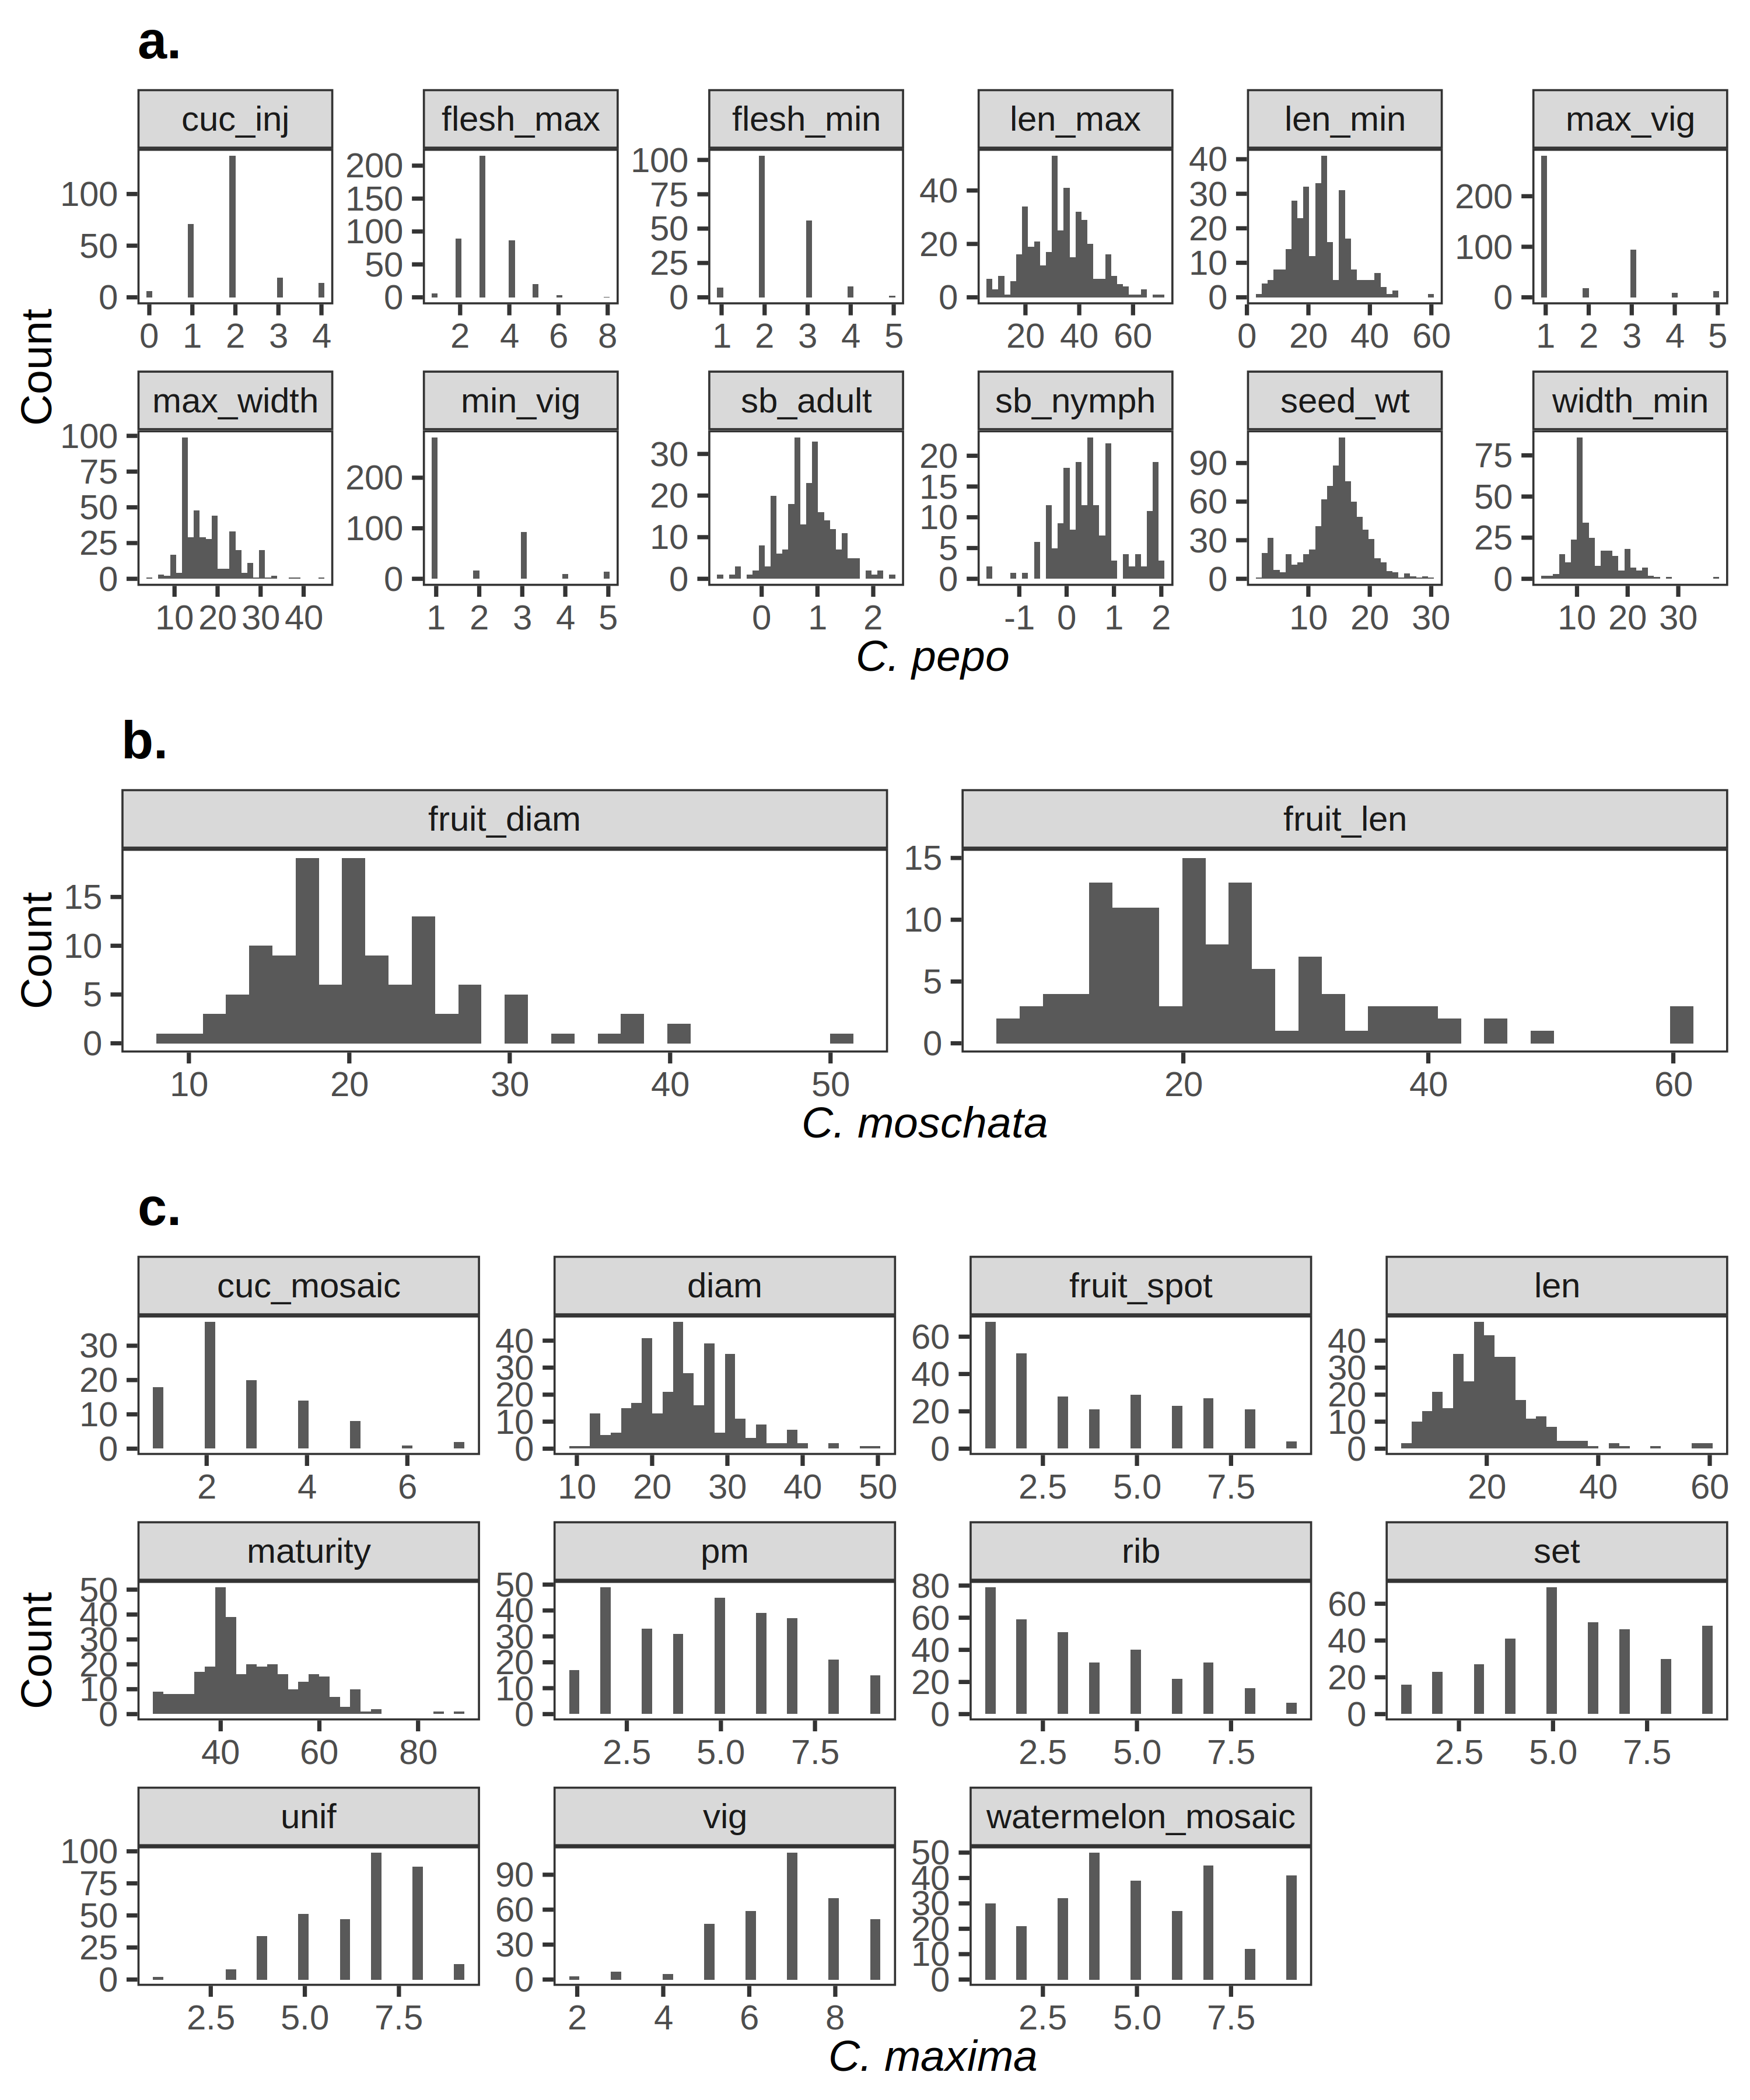 a.
cuc_inj flesh_max flesh_min len_max len_min max_vig
100 50 0 200 150 100 50 0 100 75 50 25 0 40 20 0 40 30 20 10 0 200 100 0
0 1 2 3 4 2 4 6 8 1 2 3 4 5 20 40 60 0 20 40 60 1 2 3 4 5
Count
max_width min_vig sb_adult sb_nymph seed_wt width_min
100 75 50 25 0 200 100 0 30 20 10 0 20 15 10 5 0 90 60 30 0 75 50 25 0
10 20 30 40 1 2 3 4 5 0 1 2 -1 0 1 2 10 20 30 10 20 30
C. pepo
b.
fruit_diam fruit_len
Count
15 10 5 0 15 10 5 0
10 20 30 40 50 20 40 60
C. moschata
c.
cuc_mosaic diam fruit_spot len
30 20 10 0 40 30 20 10 0 60 40 20 0 40 30 20 10 0
2 4 6 10 20 30 40 50 2.5 5.0 7.5 20 40 60
maturity pm rib set
Count
50 40 30 20 10 0 50 40 30 20 10 0 80 60 40 20 0 60 40 20 0
40 60 80 2.5 5.0 7.5 2.5 5.0 7.5 2.5 5.0 7.5
unif vig watermelon_mosaic
100 75 50 25 0 90 60 30 0 50 40 30 20 10 0
2.5 5.0 7.5 2 4 6 8 2.5 5.0 7.5
C. maxima